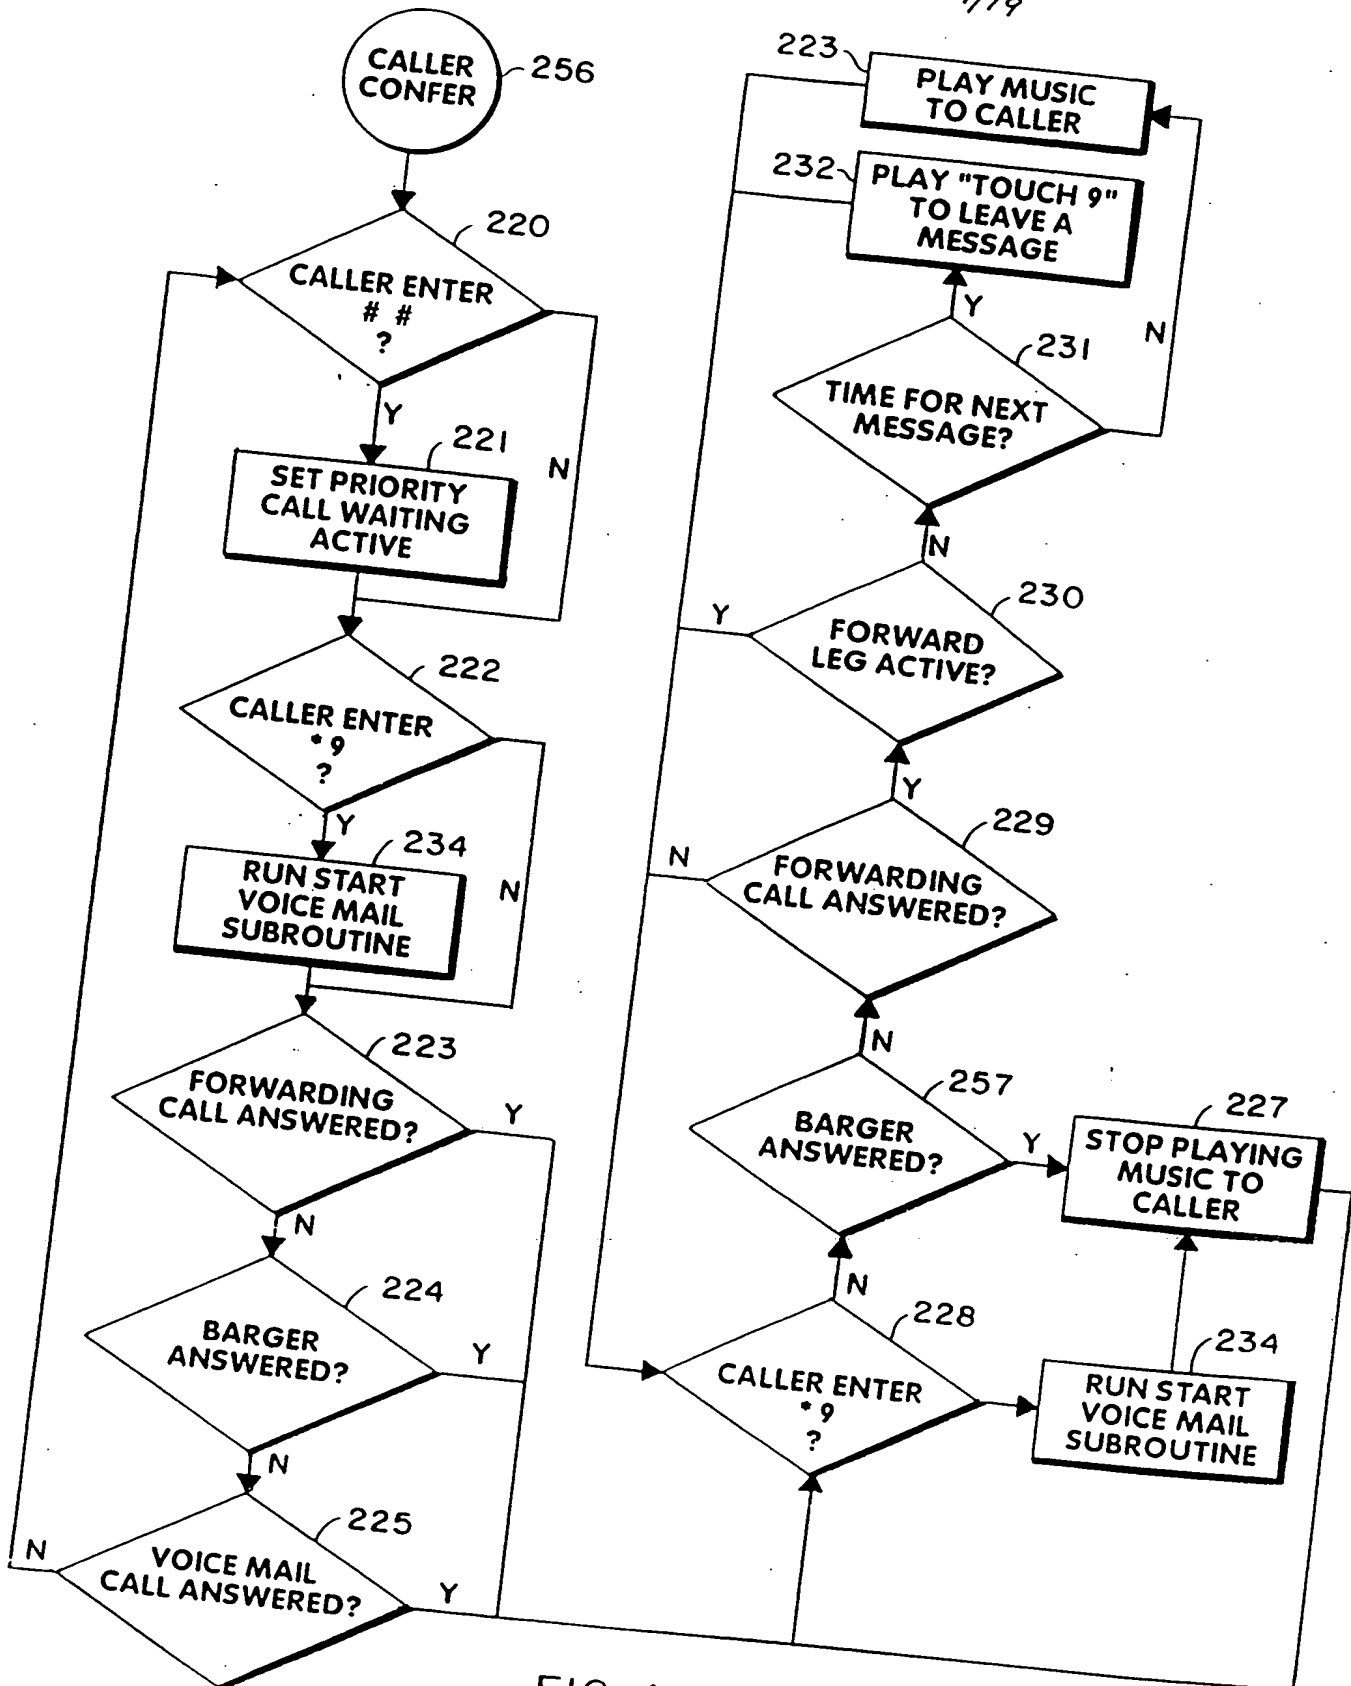 CALLER
CONFER
256
220
CALLER ENTER
# #
?
Y
N
221
SET PRIORITY
CALL WAITING
ACTIVE
222
CALLER ENTER
*9
?
Y
N
234
RUN START
VOICE MAIL
SUBROUTINE
223
FORWARDING
CALL ANSWERED?
Y
N
224
BARGER
ANSWERED?
Y
N
225
VOICE MAIL
CALL ANSWERED?
N
Y
223
PLAY MUSIC
TO CALLER
232
PLAY "TOUCH 9"
TO LEAVE A
MESSAGE
Y
N
231
TIME FOR NEXT
MESSAGE?
N
230
Y
FORWARD
LEG ACTIVE?
Y
229
N
FORWARDING
CALL ANSWERED?
N
257
BARGER
ANSWERED?
Y
227
STOP PLAYING
MUSIC TO
CALLER
N
228
CALLER ENTER
*9
?
234
RUN START
VOICE MAIL
SUBROUTINE